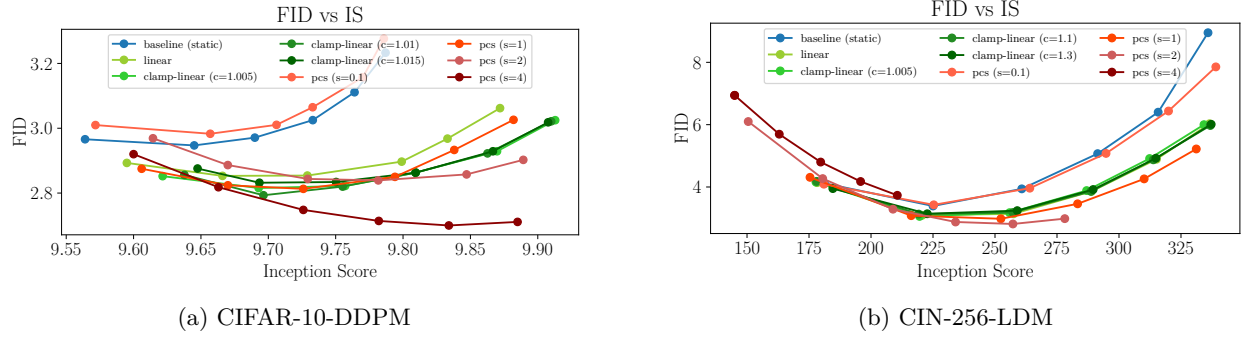 FID vs IS
baseline (static)
linear
clamp-linear (c=1.005)
clamp-linear (c=1.01)
clamp-linear (c=1.015)
pcs (s=0.1)
pcs (s=1)
pcs (s=2)
pcs (s=4)
FID
3.2
3.0
2.8
9.55 9.60 9.65 9.70 9.75 9.80 9.85 9.90
Inception Score
(a) CIFAR-10-DDPM
FID vs IS
baseline (static)
linear
clamp-linear (c=1.005)
clamp-linear (c=1.1)
clamp-linear (c=1.3)
pcs (s=0.1)
pcs (s=1)
pcs (s=2)
pcs (s=4)
FID
8
6
4
150 175 200 225 250 275 300 325
Inception Score
(b) CIN-256-LDM